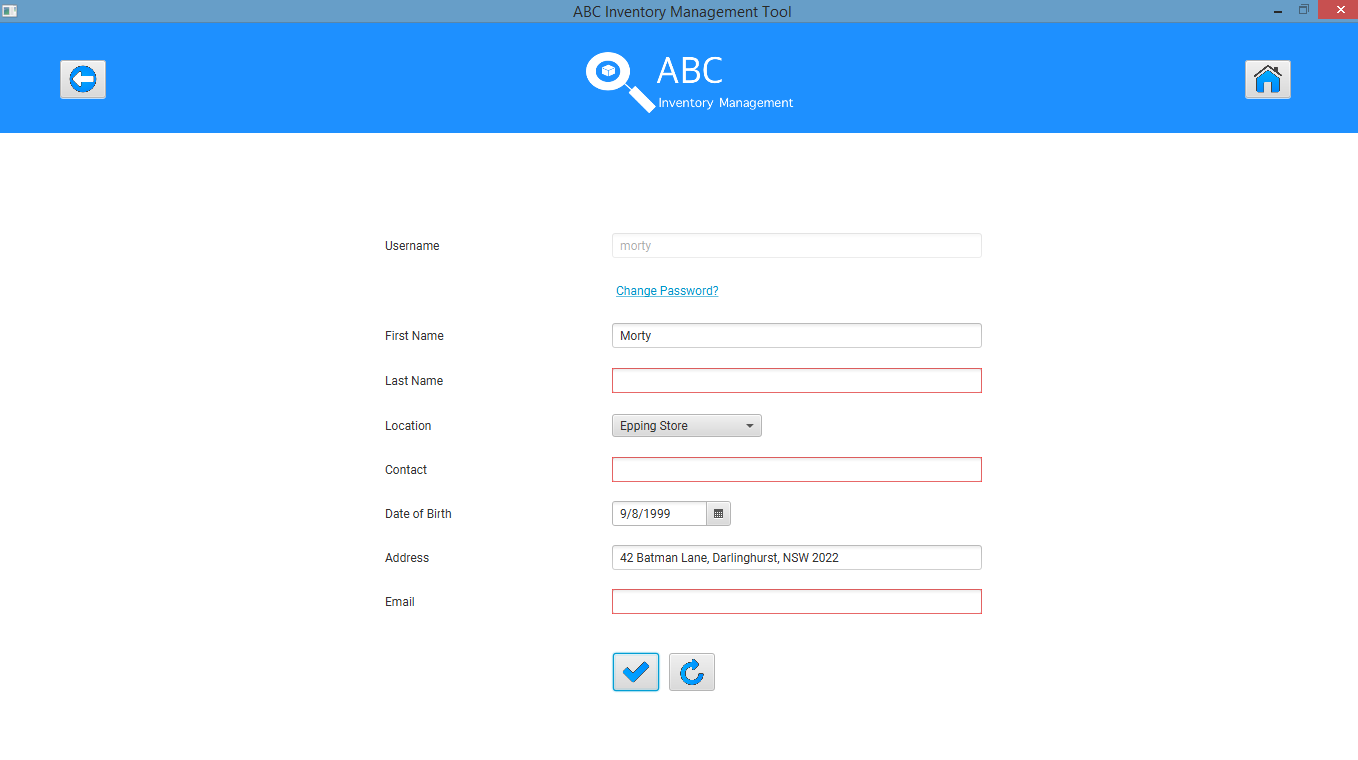 ABC Inventory Management Tool
ABC
Inventory Management
Username morty
Change Password?
First Name Morty
Last Name
Location Epping Store
Contact
Date of Birth 9/8/1999
Address 42 Batman Lane, Darlinghurst, NSW 2022
Email